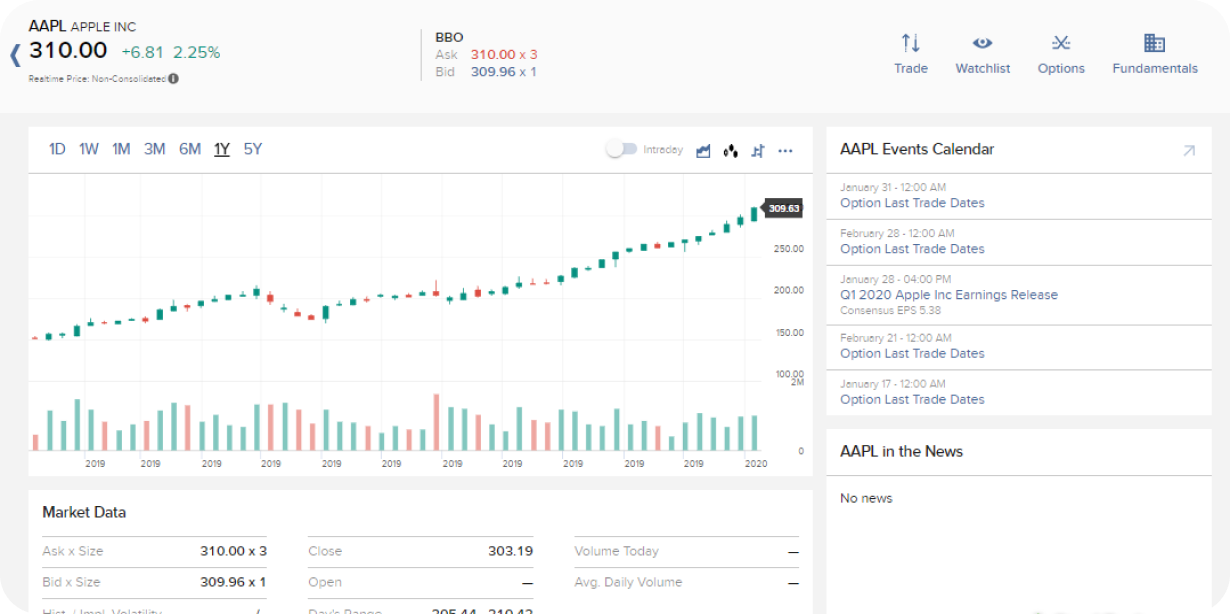 AAPL APPLE INC
310.00 +6.81 2.25%
Realtime Price: Non-Consolidated
BBO
Ask 310.00 x 3
Bid 309.96 x 1
Trade
Watchlist
Options
Fundamentals
1D 1W 1M 3M 6M 1Y 5Y
Intraday
309.63
250.00
200.00
150.00
100.00
2M
0
2019 2019 2019 2019 2019 2019 2019 2019 2019 2019 2019 2020
Market Data
Ask x Size 310.00 x 3
Bid x Size 309.96 x 1
Hist. / Impl. Volatility /
Close 303.19
Open –
Day's Range 305.44 - 310.43
Volume Today –
Avg. Daily Volume –
AAPL Events Calendar
January 31 - 12:00 AM
Option Last Trade Dates
February 28 - 12:00 AM
Option Last Trade Dates
January 28 - 04:00 PM
Q1 2020 Apple Inc Earnings Release
Consensus EPS 5.38
February 21 - 12:00 AM
Option Last Trade Dates
January 17 - 12:00 AM
Option Last Trade Dates
AAPL in the News
No news